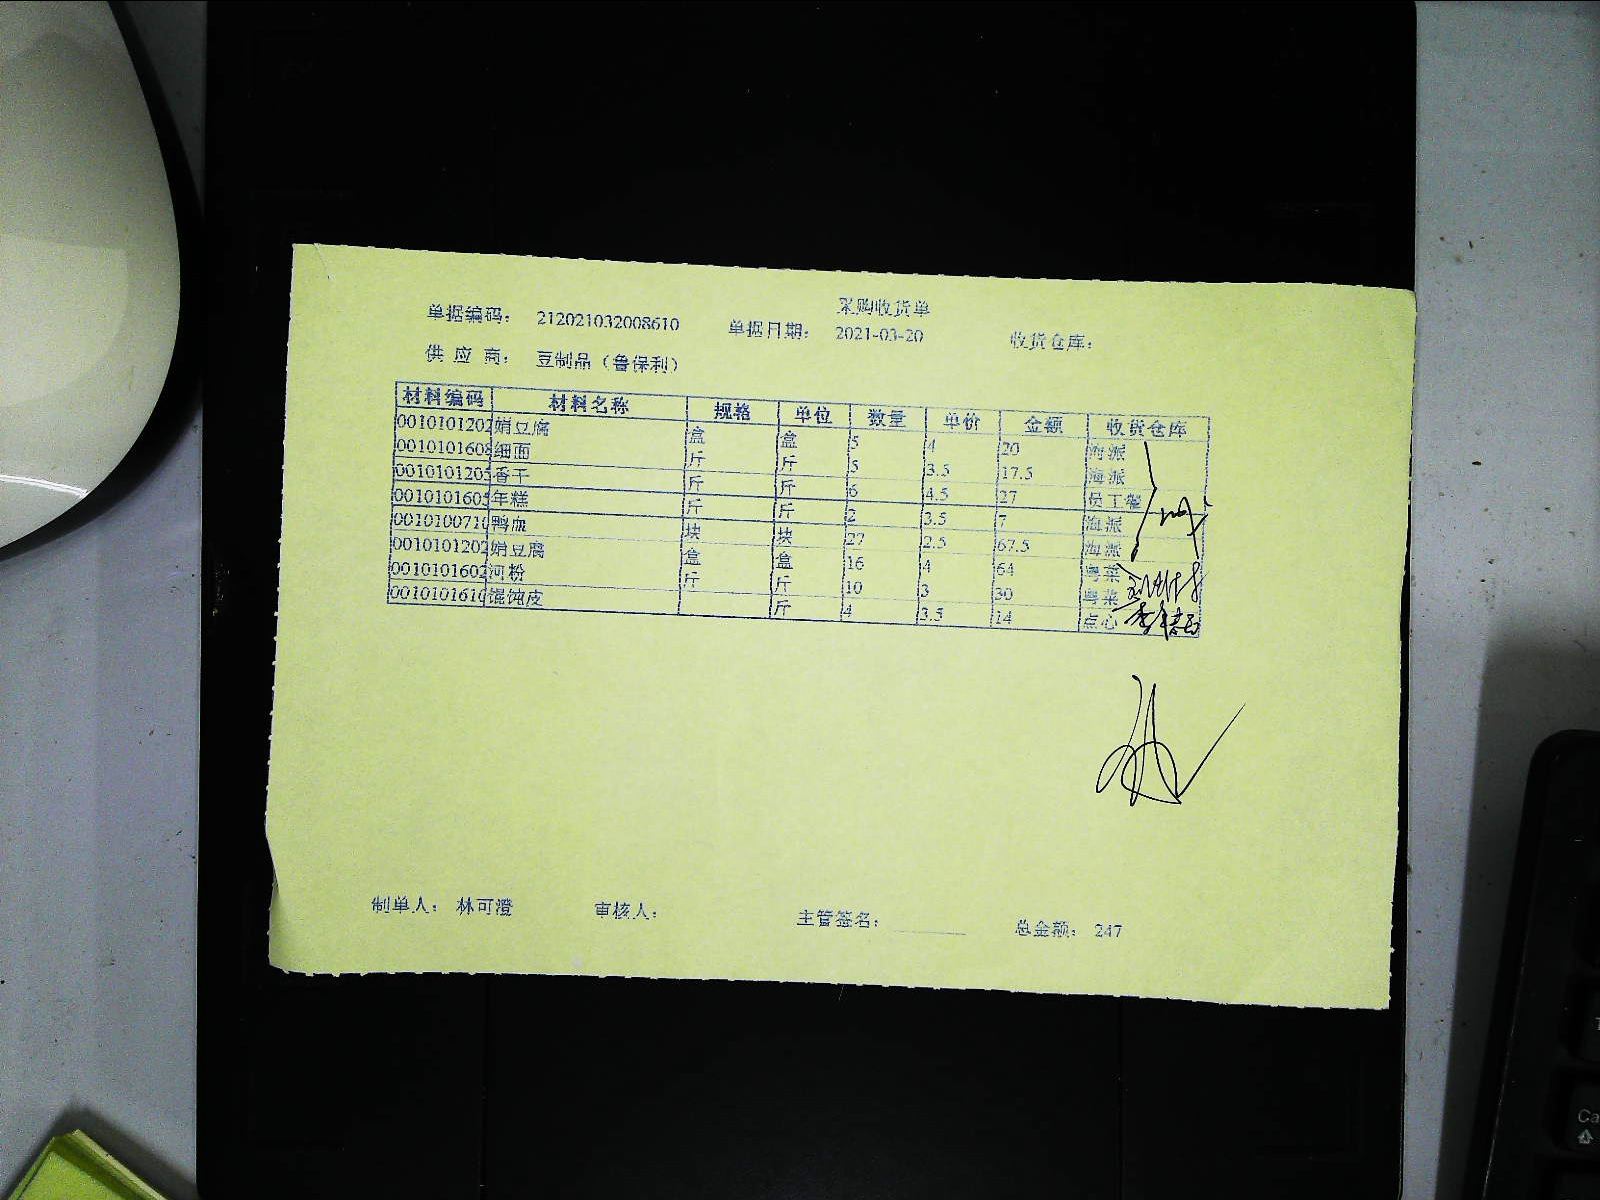 采购收货单
单据编码： 212021032008610 单据日期： 2021-03-20 收货仓库：
供 应 商： 豆制品（鲁保利）
材料编码 材料名称 规格 单位 数量 单价 金额 收货仓库
0010101202 娟豆腐 盒 盒 5 4 20 海派
0010101608 细面 斤 斤 5 3.5 17.5 海派
0010101205 香干 斤 斤 6 4.5 27 员工餐
0010101605 年糕 斤 斤 2 3.5 7 海派
0010100710 鸭血 块 块 27 2.5 67.5 海派
0010101202 娟豆腐 盒 盒 16 4 64 粤菜
0010101602 河粉 斤 斤 10 3 30 粤菜
0010101610 馄饨皮 斤 4 3.5 14 点心
制单人： 林可澄 审核人： 主管签名： 总金额： 247